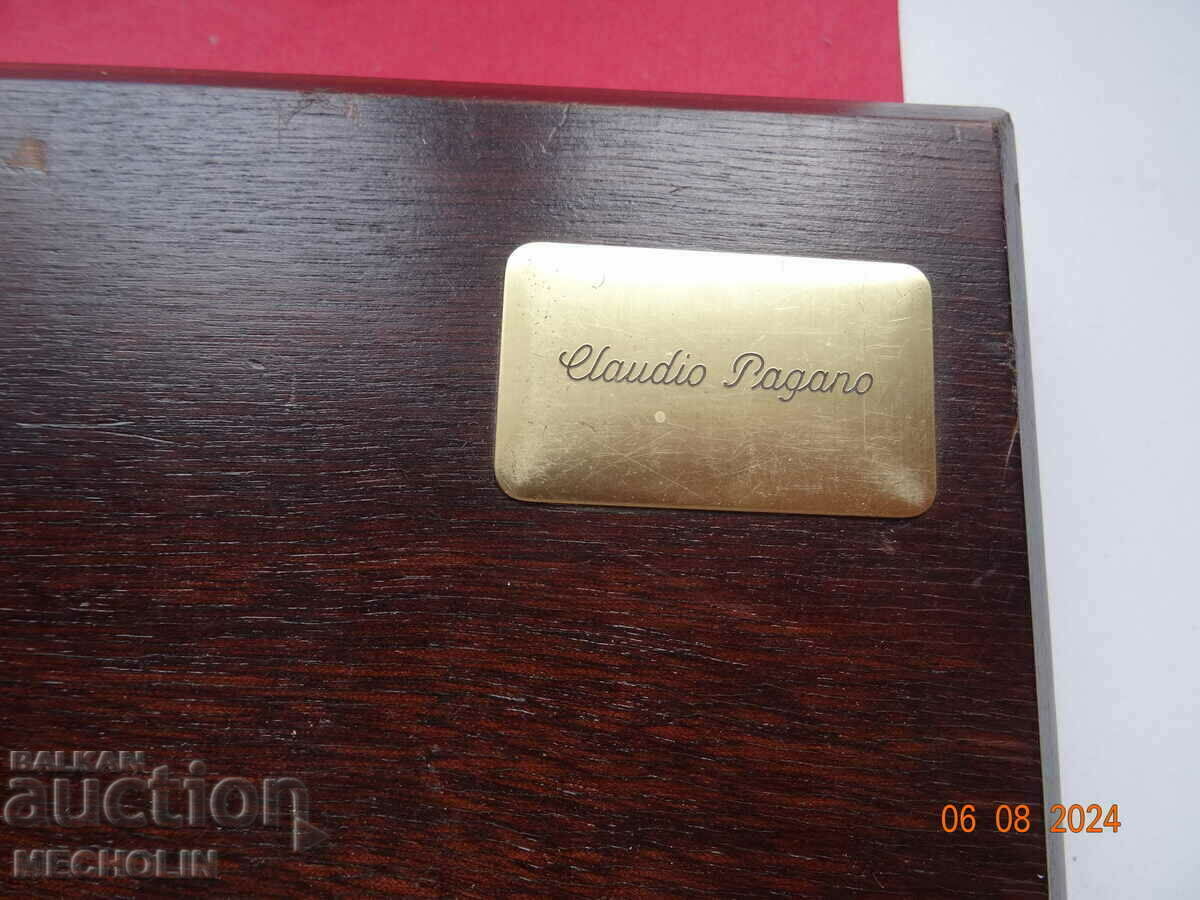 Claudio Pagano
BALKAN
auction
MECHOLIN
06 08 2024